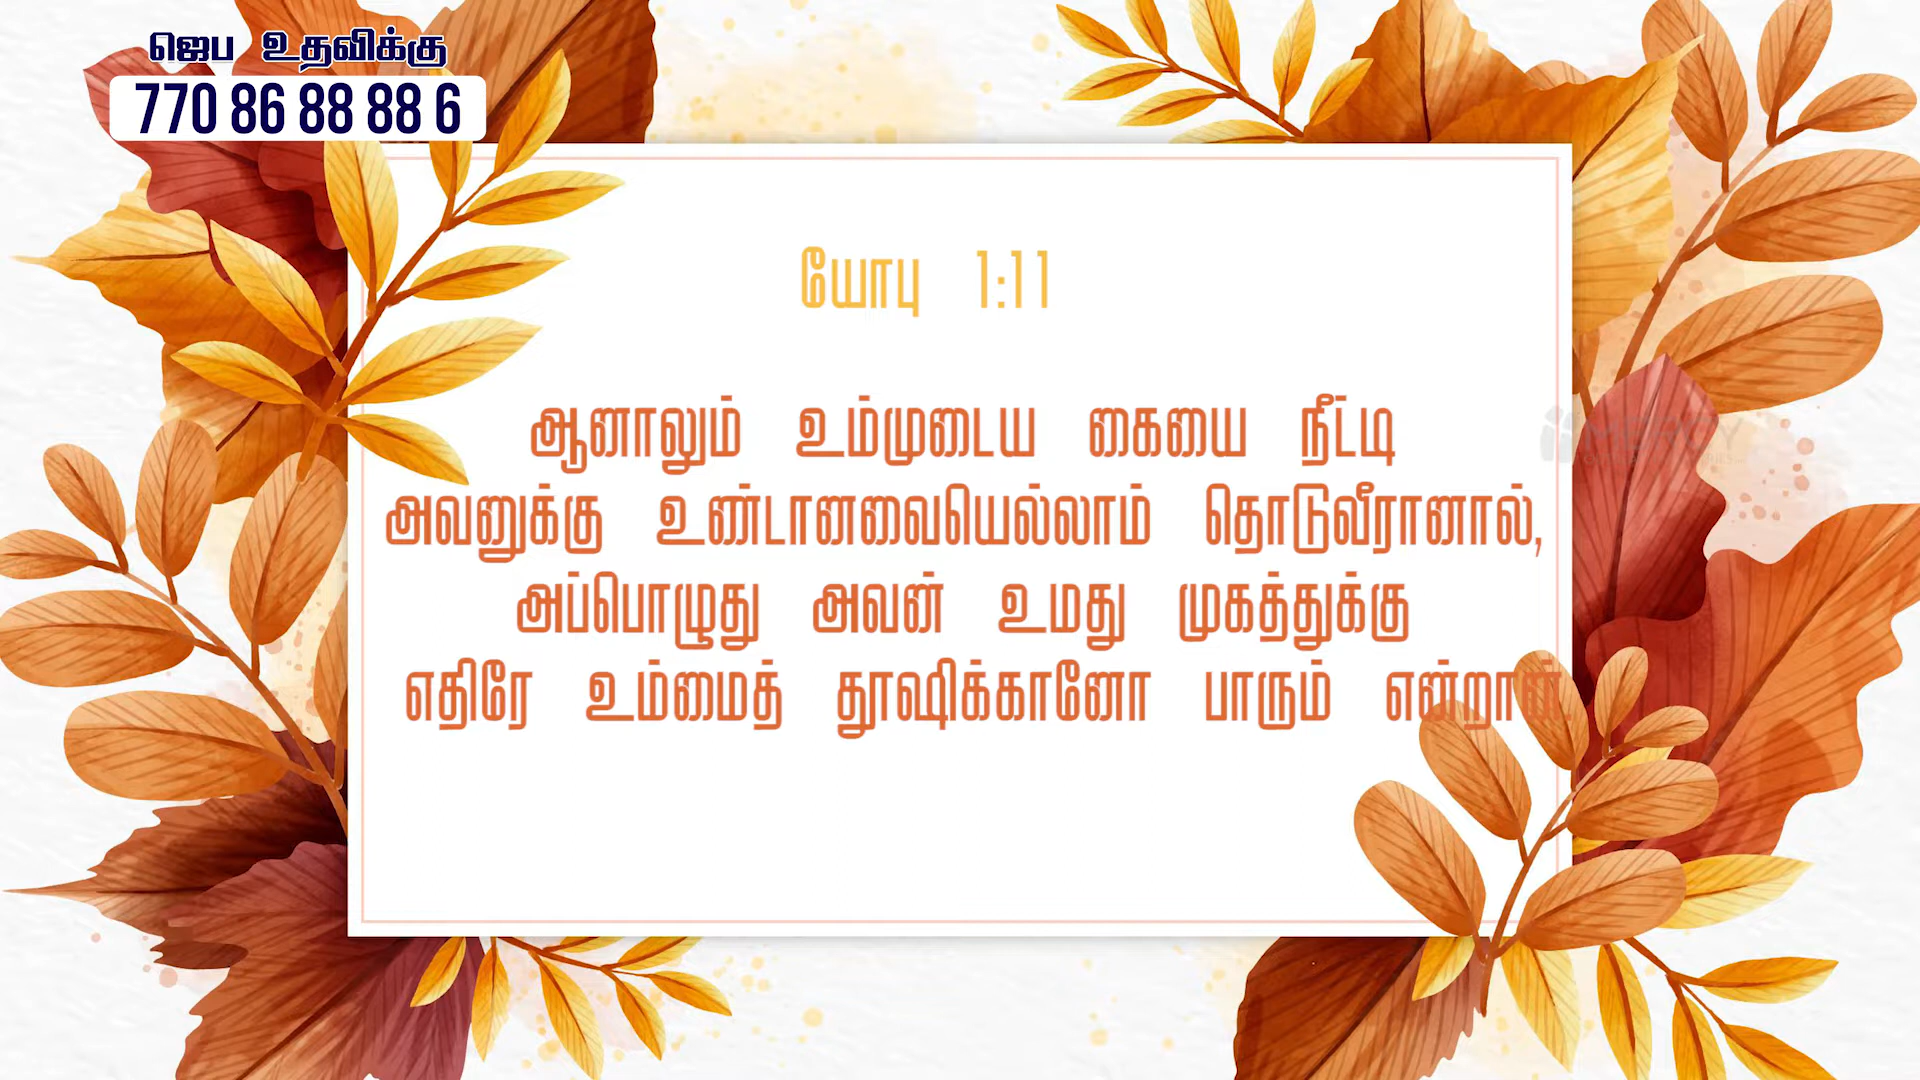 ஜெப உதவிக்கு
770 86 88 88 6
யோபு 1:11
ஆனாலும் உம்முடைய கையை நீட்டி
அவனுக்கு உண்டானவையெல்லாம் தொடுவீரானால்,
அப்பொழுது அவன் உமது முகத்துக்கு
எதிரே உம்மைத் தூஷிக்கானோ பாரும் என்றான்.
MERCY